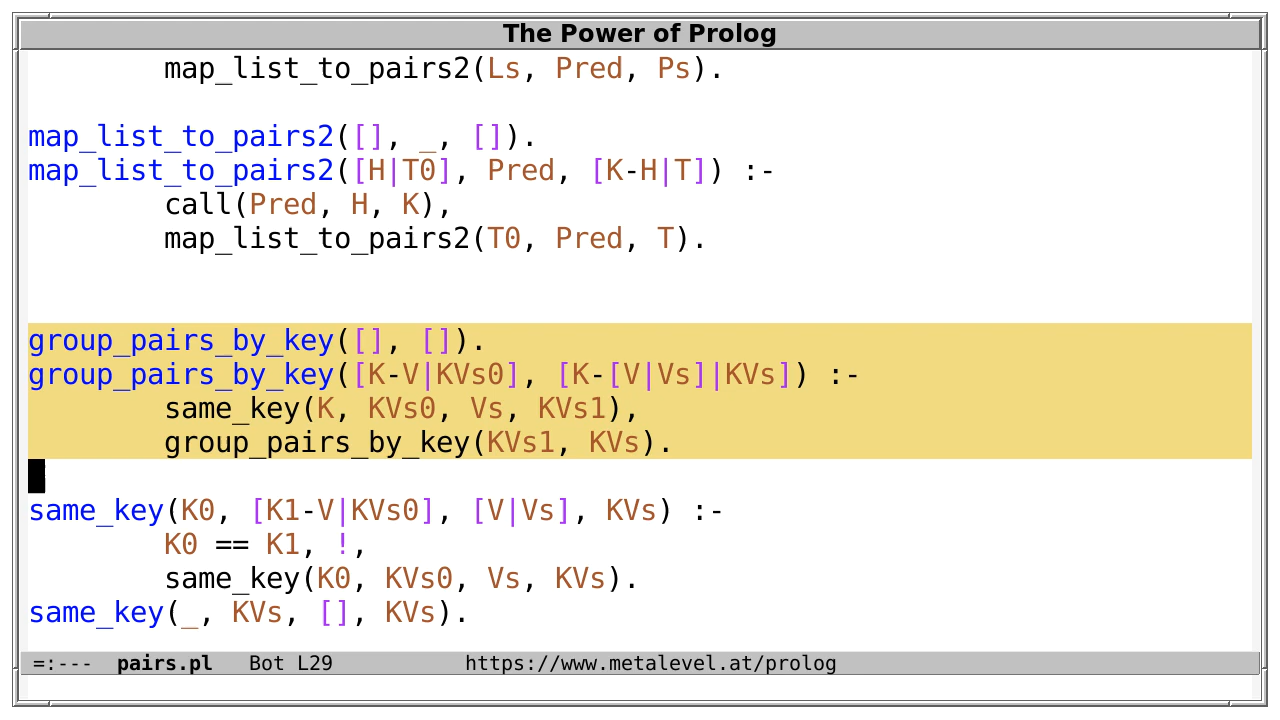 The Power of Prolog
        map_list_to_pairs2(Ls, Pred, Ps).
map_list_to_pairs2([], _, []).
map_list_to_pairs2([H|T0], Pred, [K-H|T]) :-
        call(Pred, H, K),
        map_list_to_pairs2(T0, Pred, T).
group_pairs_by_key([], []).
group_pairs_by_key([K-V|KVs0], [K-[V|Vs]|KVs]) :-
        same_key(K, KVs0, Vs, KVs1),
        group_pairs_by_key(KVs1, KVs).
same_key(K0, [K1-V|KVs0], [V|Vs], KVs) :-
        K0 == K1, !,
        same_key(K0, KVs0, Vs, KVs).
same_key(_, KVs, [], KVs).
=:---  pairs.pl   Bot L29           https://www.metalevel.at/prolog